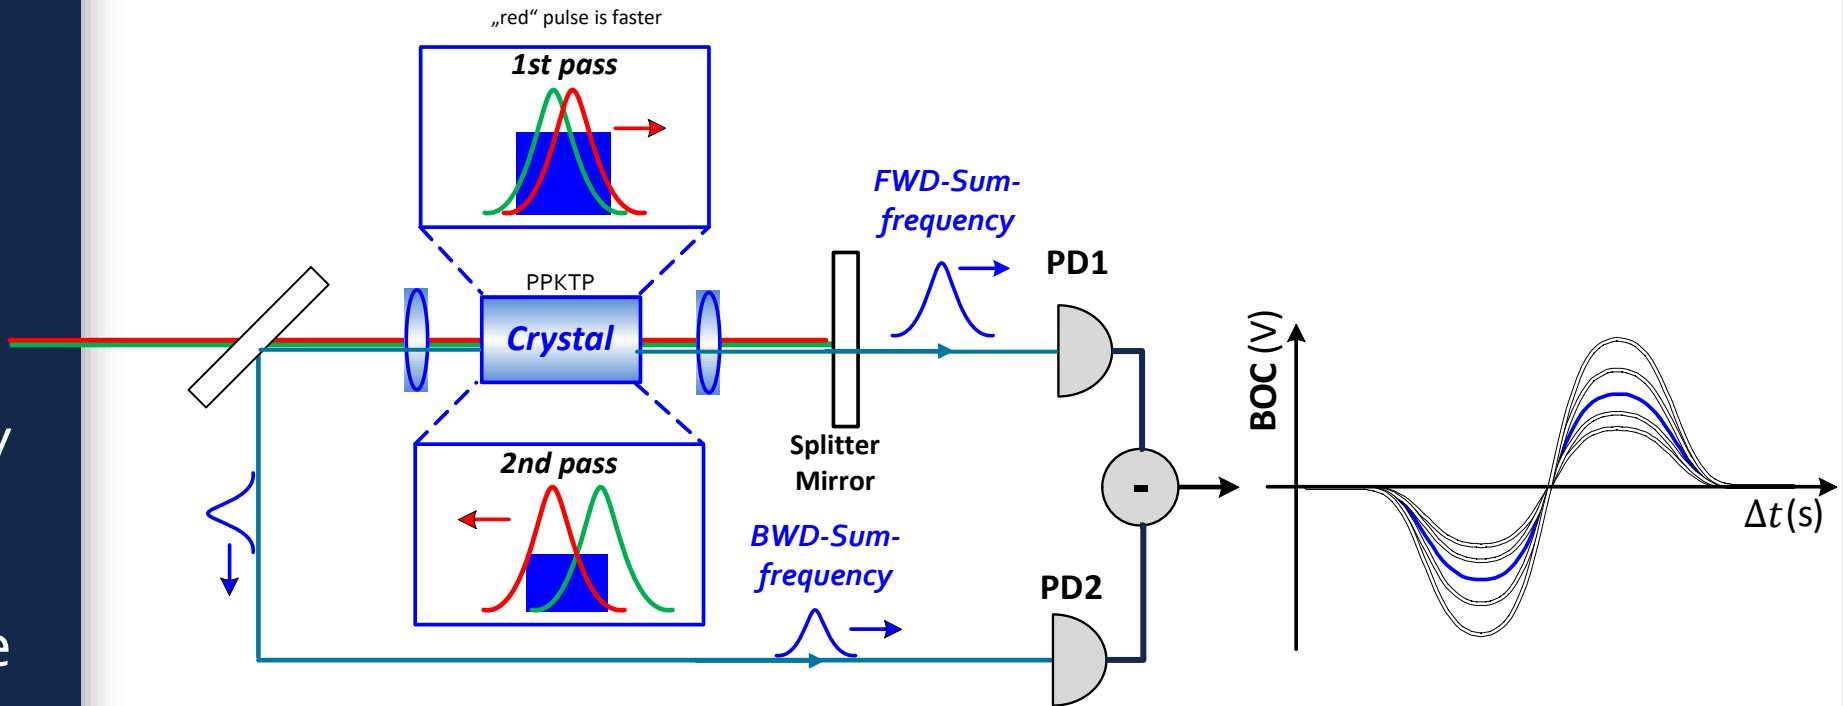 „red“ pulse is faster
1st pass
FWD-Sum-
frequency
PD1
PPKTP
Crystal
BOC (V)
Splitter
Mirror
2nd pass
-
Δt(s)
BWD-Sum-
frequency
PD2
y
e